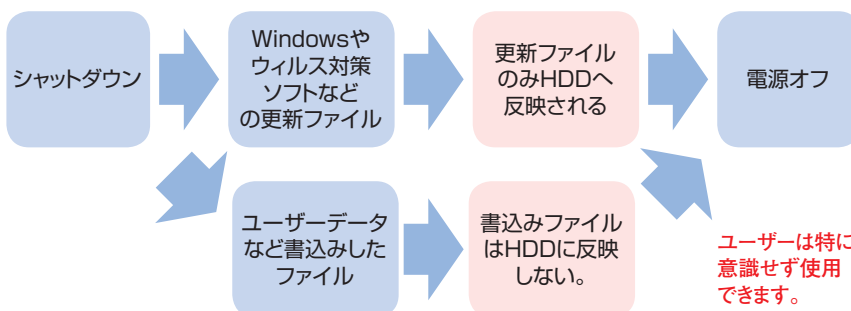 シャットダウン
Windowsや
ウィルス対策
ソフトなど
の更新ファイル
更新ファイル
のみHDDへ
反映される
電源オフ
ユーザーデータ
など書込みした
ファイル
書込みファイル
はHDDに反映
しない。
ユーザーは特に
意識せず使用
できます。